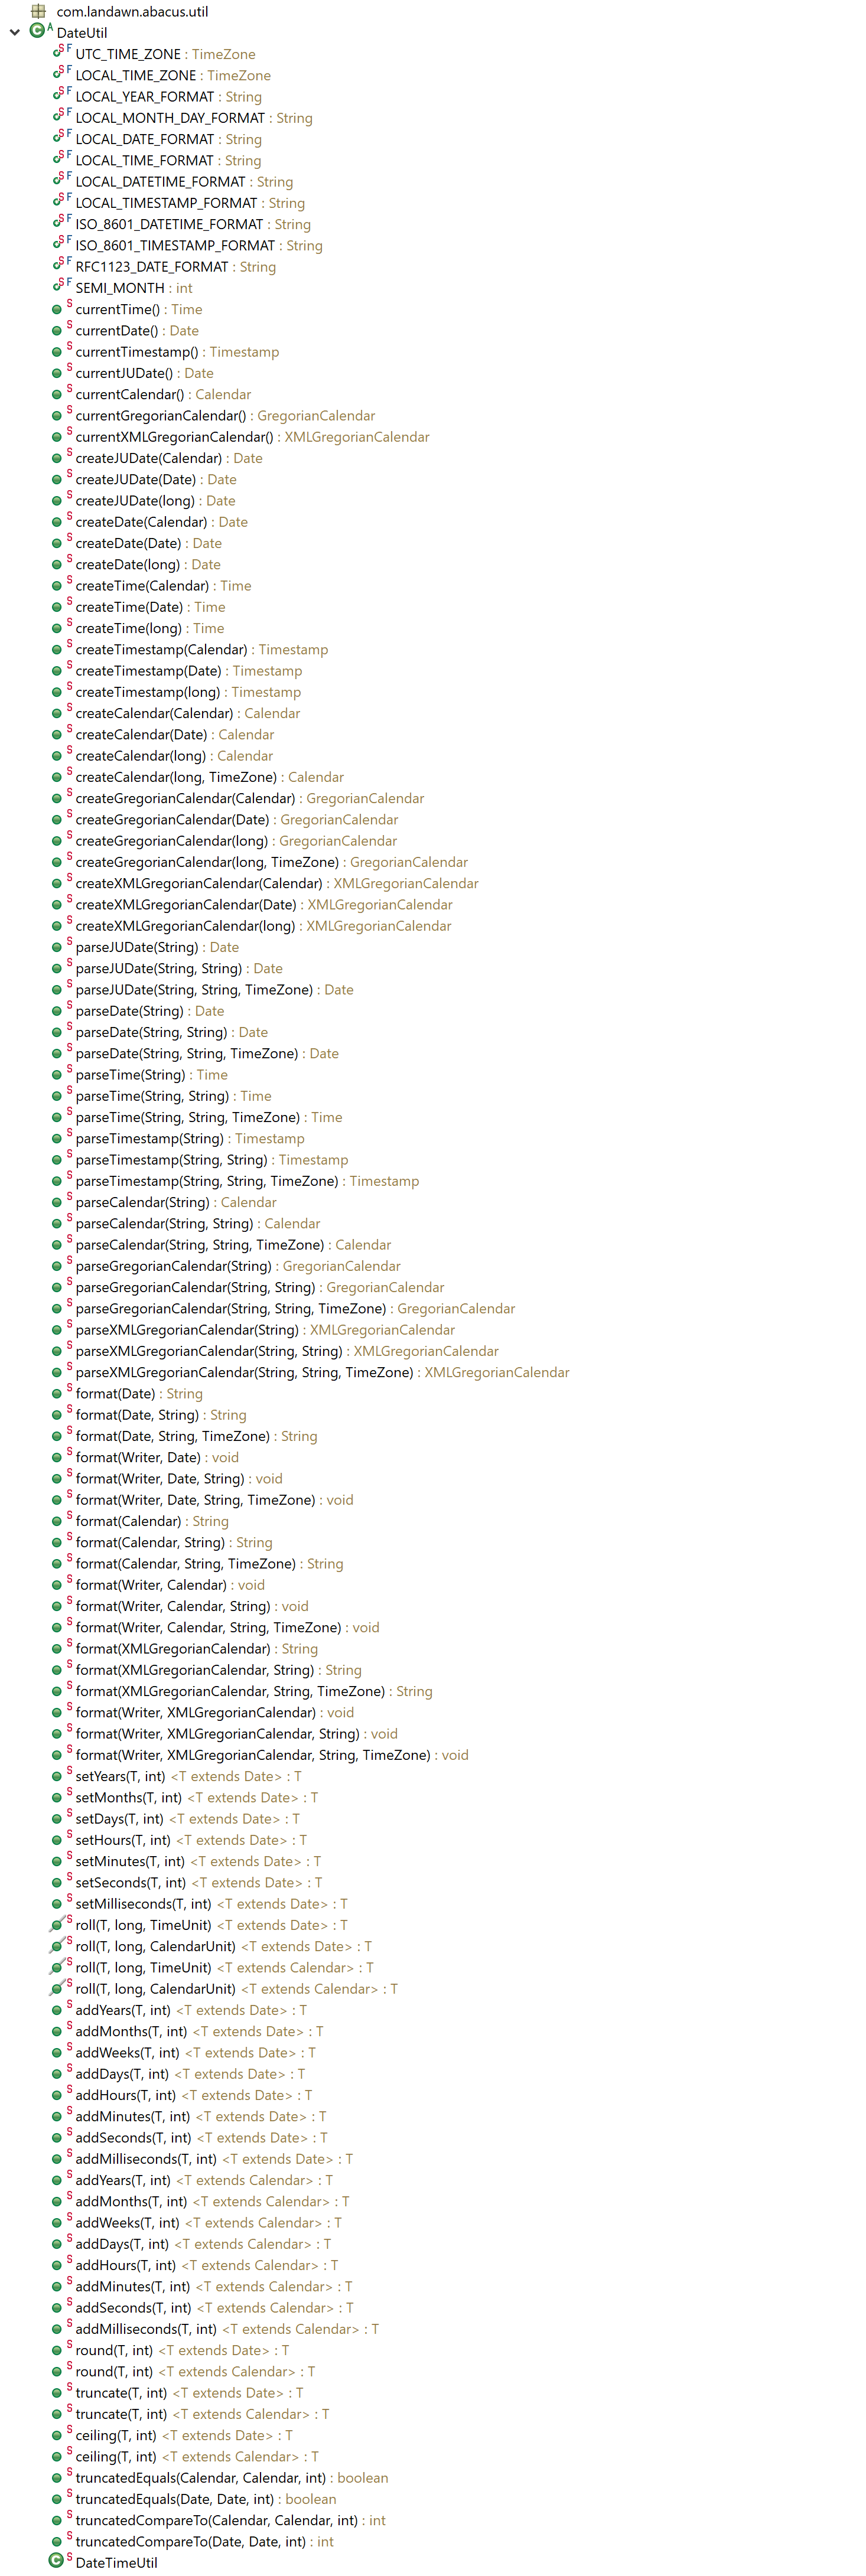 com.landawn.abacus.util
DateUtil
UTC_TIME_ZONE : TimeZone
LOCAL_TIME_ZONE : TimeZone
LOCAL_YEAR_FORMAT : String
LOCAL_MONTH_DAY_FORMAT : String
LOCAL_DATE_FORMAT : String
LOCAL_TIME_FORMAT : String
LOCAL_DATETIME_FORMAT : String
LOCAL_TIMESTAMP_FORMAT : String
ISO_8601_DATETIME_FORMAT : String
ISO_8601_TIMESTAMP_FORMAT : String
RFC1123_DATE_FORMAT : String
SEMI_MONTH : int
currentTime() : Time
currentDate() : Date
currentTimestamp() : Timestamp
currentJUDate() : Date
currentCalendar() : Calendar
currentGregorianCalendar() : GregorianCalendar
currentXMLGregorianCalendar() : XMLGregorianCalendar
createJUDate(Calendar) : Date
createJUDate(Date) : Date
createJUDate(long) : Date
createDate(Calendar) : Date
createDate(Date) : Date
createDate(long) : Date
createTime(Calendar) : Time
createTime(Date) : Time
createTime(long) : Time
createTimestamp(Calendar) : Timestamp
createTimestamp(Date) : Timestamp
createTimestamp(long) : Timestamp
createCalendar(Calendar) : Calendar
createCalendar(Date) : Calendar
createCalendar(long) : Calendar
createCalendar(long, TimeZone) : Calendar
createGregorianCalendar(Calendar) : GregorianCalendar
createGregorianCalendar(Date) : GregorianCalendar
createGregorianCalendar(long) : GregorianCalendar
createGregorianCalendar(long, TimeZone) : GregorianCalendar
createXMLGregorianCalendar(Calendar) : XMLGregorianCalendar
createXMLGregorianCalendar(Date) : XMLGregorianCalendar
createXMLGregorianCalendar(long) : XMLGregorianCalendar
parseJUDate(String) : Date
parseJUDate(String, String) : Date
parseJUDate(String, String, TimeZone) : Date
parseDate(String) : Date
parseDate(String, String) : Date
parseDate(String, String, TimeZone) : Date
parseTime(String) : Time
parseTime(String, String) : Time
parseTime(String, String, TimeZone) : Time
parseTimestamp(String) : Timestamp
parseTimestamp(String, String) : Timestamp
parseTimestamp(String, String, TimeZone) : Timestamp
parseCalendar(String) : Calendar
parseCalendar(String, String) : Calendar
parseCalendar(String, String, TimeZone) : Calendar
parseGregorianCalendar(String) : GregorianCalendar
parseGregorianCalendar(String, String) : GregorianCalendar
parseGregorianCalendar(String, String, TimeZone) : GregorianCalendar
parseXMLGregorianCalendar(String) : XMLGregorianCalendar
parseXMLGregorianCalendar(String, String) : XMLGregorianCalendar
parseXMLGregorianCalendar(String, String, TimeZone) : XMLGregorianCalendar
format(Date) : String
format(Date, String) : String
format(Date, String, TimeZone) : String
format(Writer, Date) : void
format(Writer, Date, String) : void
format(Writer, Date, String, TimeZone) : void
format(Calendar) : String
format(Calendar, String) : String
format(Calendar, String, TimeZone) : String
format(Writer, Calendar) : void
format(Writer, Calendar, String) : void
format(Writer, Calendar, String, TimeZone) : void
format(XMLGregorianCalendar) : String
format(XMLGregorianCalendar, String) : String
format(XMLGregorianCalendar, String, TimeZone) : String
format(Writer, XMLGregorianCalendar) : void
format(Writer, XMLGregorianCalendar, String) : void
format(Writer, XMLGregorianCalendar, String, TimeZone) : void
setYears(T, int) <T extends Date> : T
setMonths(T, int) <T extends Date> : T
setDays(T, int) <T extends Date> : T
setHours(T, int) <T extends Date> : T
setMinutes(T, int) <T extends Date> : T
setSeconds(T, int) <T extends Date> : T
setMilliseconds(T, int) <T extends Date> : T
roll(T, long, TimeUnit) <T extends Date> : T
roll(T, long, CalendarUnit) <T extends Date> : T
roll(T, long, TimeUnit) <T extends Calendar> : T
roll(T, long, CalendarUnit) <T extends Calendar> : T
addYears(T, int) <T extends Date> : T
addMonths(T, int) <T extends Date> : T
addWeeks(T, int) <T extends Date> : T
addDays(T, int) <T extends Date> : T
addHours(T, int) <T extends Date> : T
addMinutes(T, int) <T extends Date> : T
addSeconds(T, int) <T extends Date> : T
addMilliseconds(T, int) <T extends Date> : T
addYears(T, int) <T extends Calendar> : T
addMonths(T, int) <T extends Calendar> : T
addWeeks(T, int) <T extends Calendar> : T
addDays(T, int) <T extends Calendar> : T
addHours(T, int) <T extends Calendar> : T
addMinutes(T, int) <T extends Calendar> : T
addSeconds(T, int) <T extends Calendar> : T
addMilliseconds(T, int) <T extends Calendar> : T
round(T, int) <T extends Date> : T
round(T, int) <T extends Calendar> : T
truncate(T, int) <T extends Date> : T
truncate(T, int) <T extends Calendar> : T
ceiling(T, int) <T extends Date> : T
ceiling(T, int) <T extends Calendar> : T
truncatedEquals(Calendar, Calendar, int) : boolean
truncatedEquals(Date, Date, int) : boolean
truncatedCompareTo(Calendar, Calendar, int) : int
truncatedCompareTo(Date, Date, int) : int
DateTimeUtil